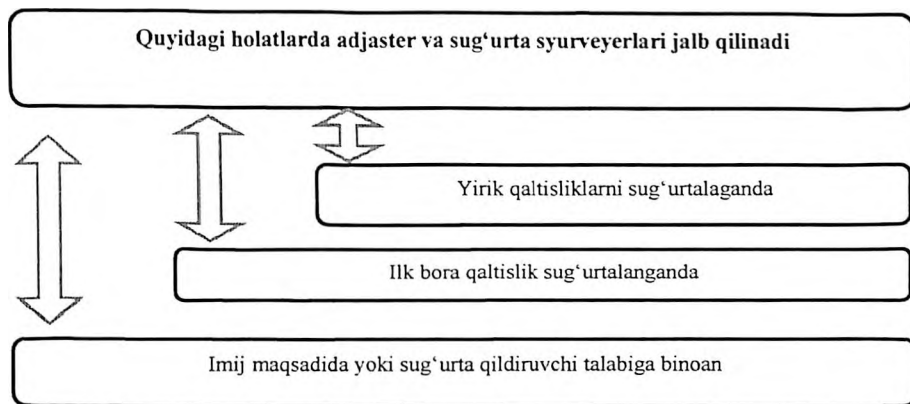 Quyidagi holatlarda adjaster va sug‘urta syurveyerlari jalb qilinadi
Yirik qaltisliklarni sug‘urtalaganda
Ilk bora qaltislik sug‘urtalanganda
Imij maqsadida yoki sug‘urta qildiruvchi talabiga binoan